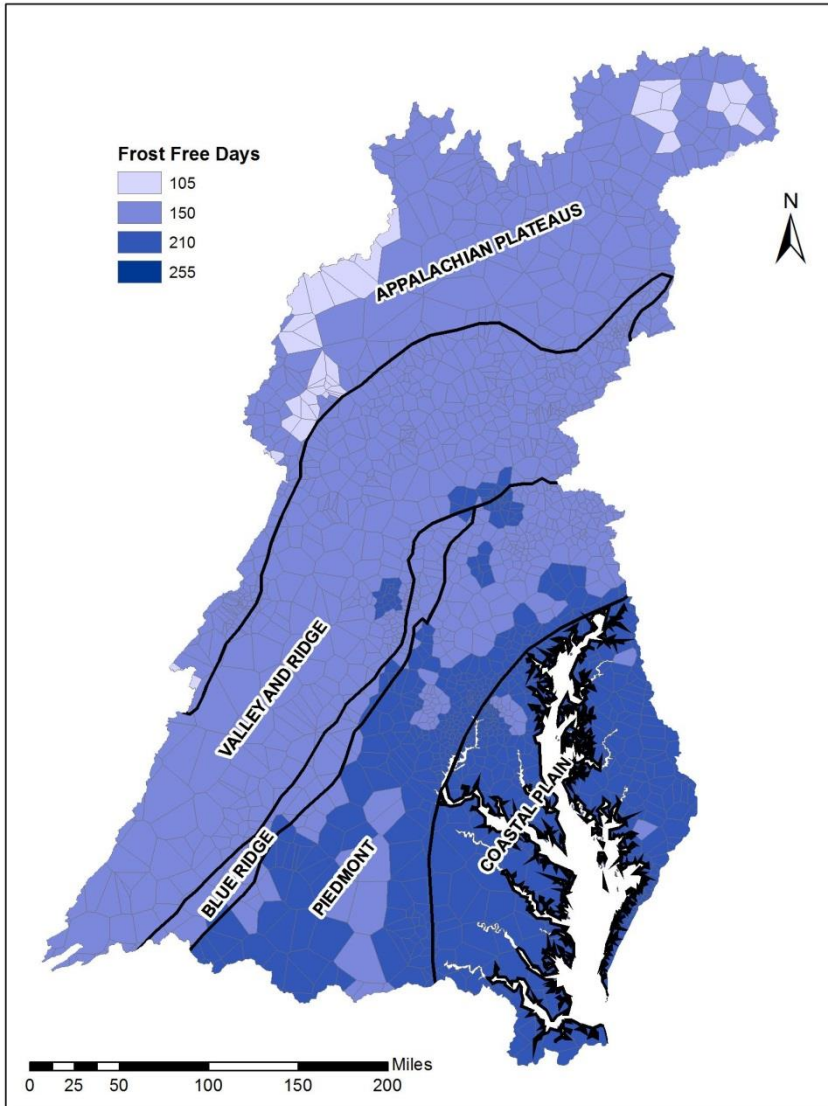 Frost Free Days
105
150
210
255
N
APPALACHIAN PLATEAUS
VALLEY AND RIDGE
BLUE RIDGE
PIEDMONT
COASTAL PLAIN
Miles
0 25 50 100 150 200